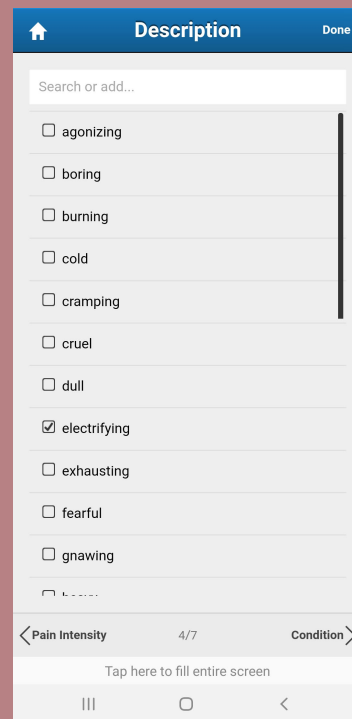 Description
Done
Search or add...
agonizing
boring
burning
cold
cramping
cruel
dull
electrifying
exhausting
fearful
gnawing
Pain Intensity
4/7
Condition
Tap here to fill entire screen